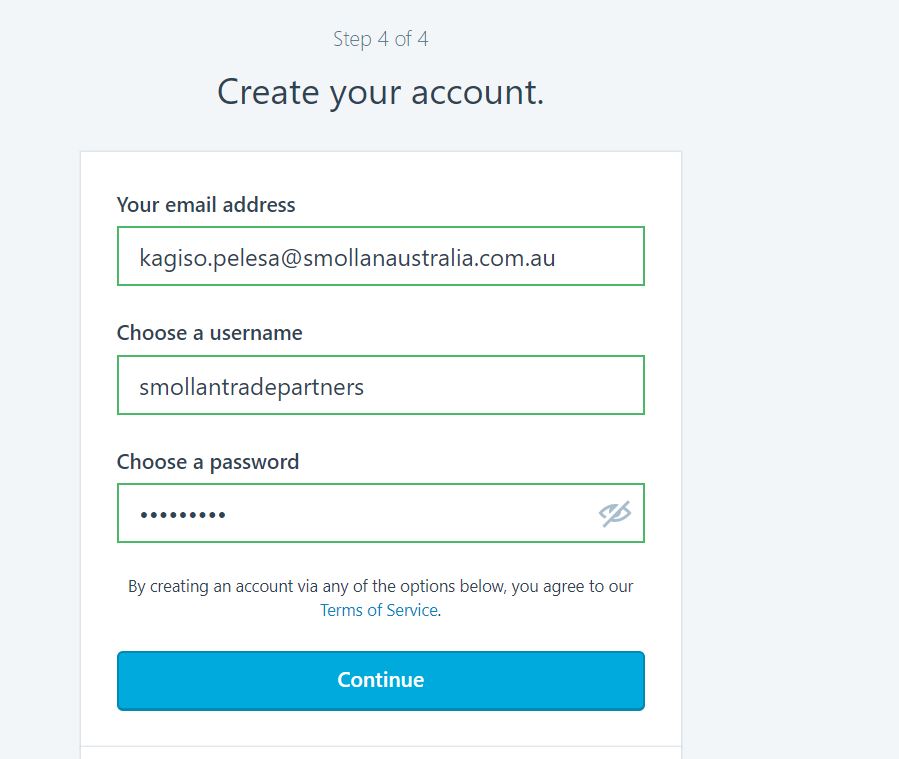 Step 4 of 4
Create your account.
Your email address
kagiso.pelesa@smollanaustralia.com.au
Choose a username
smollantradepartners
Choose a password
•••••••••
By creating an account via any of the options below, you agree to our
Terms of Service.
Continue